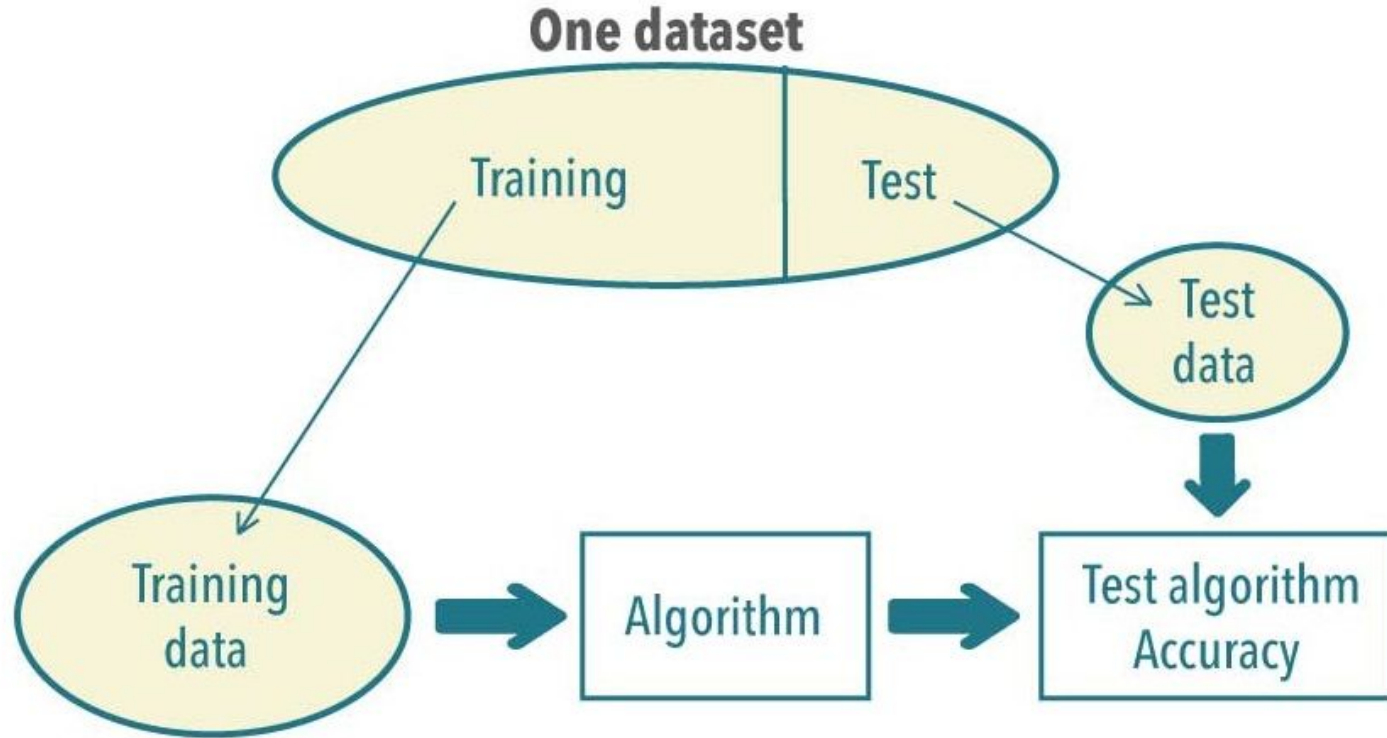 One dataset
Training
Test
Test
data
Training
data
Algorithm
Test algorithm
Accuracy